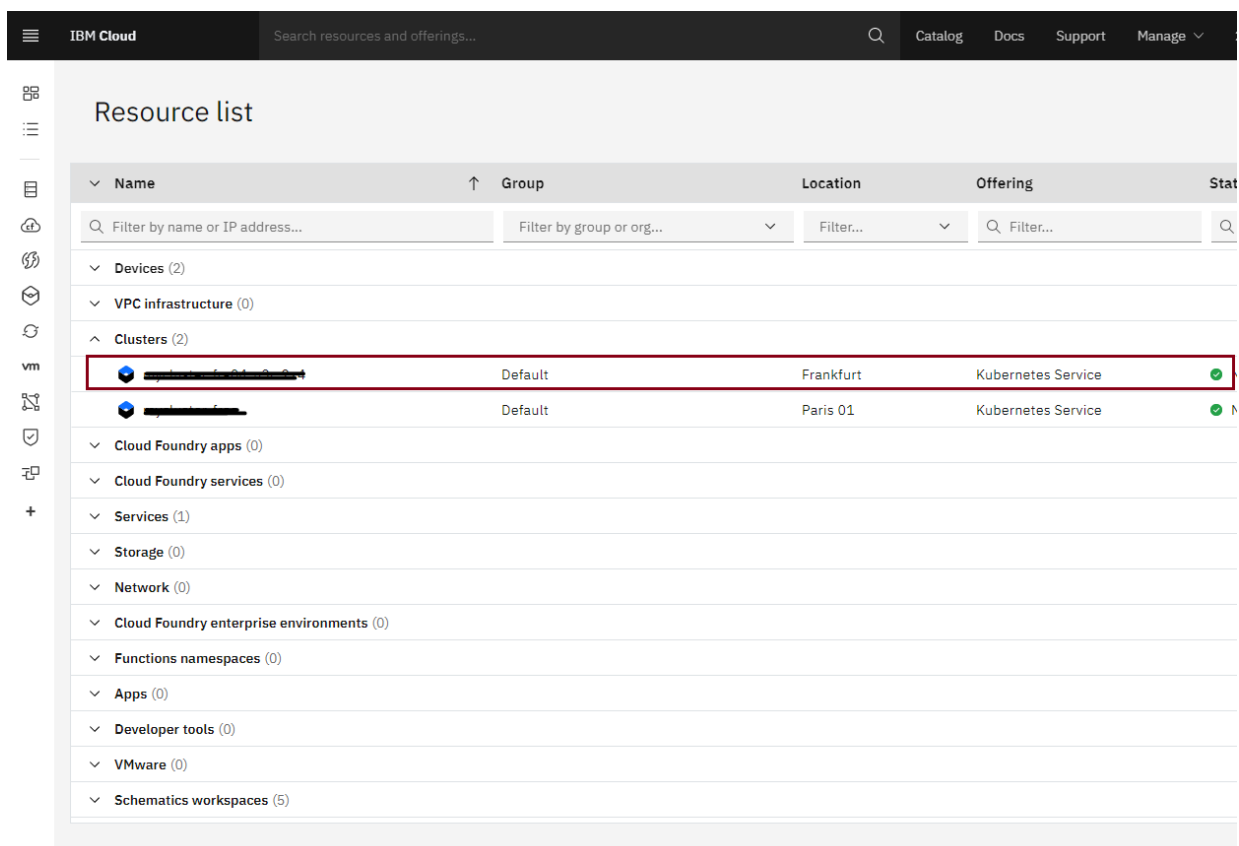 IBM Cloud Search resources and offerings... Catalog Docs Support Manage
Resource list
Name Group Location Offering Stat
Filter by name or IP address... Filter by group or org... Filter... Filter...
Devices (2)
VPC infrastructure (0)
Clusters (2)
Default Frankfurt Kubernetes Service
Default Paris 01 Kubernetes Service N
Cloud Foundry apps (0)
Cloud Foundry services (0)
Services (1)
Storage (0)
Network (0)
Cloud Foundry enterprise environments (0)
Functions namespaces (0)
Apps (0)
Developer tools (0)
VMware (0)
Schematics workspaces (5)
cf
vm
+